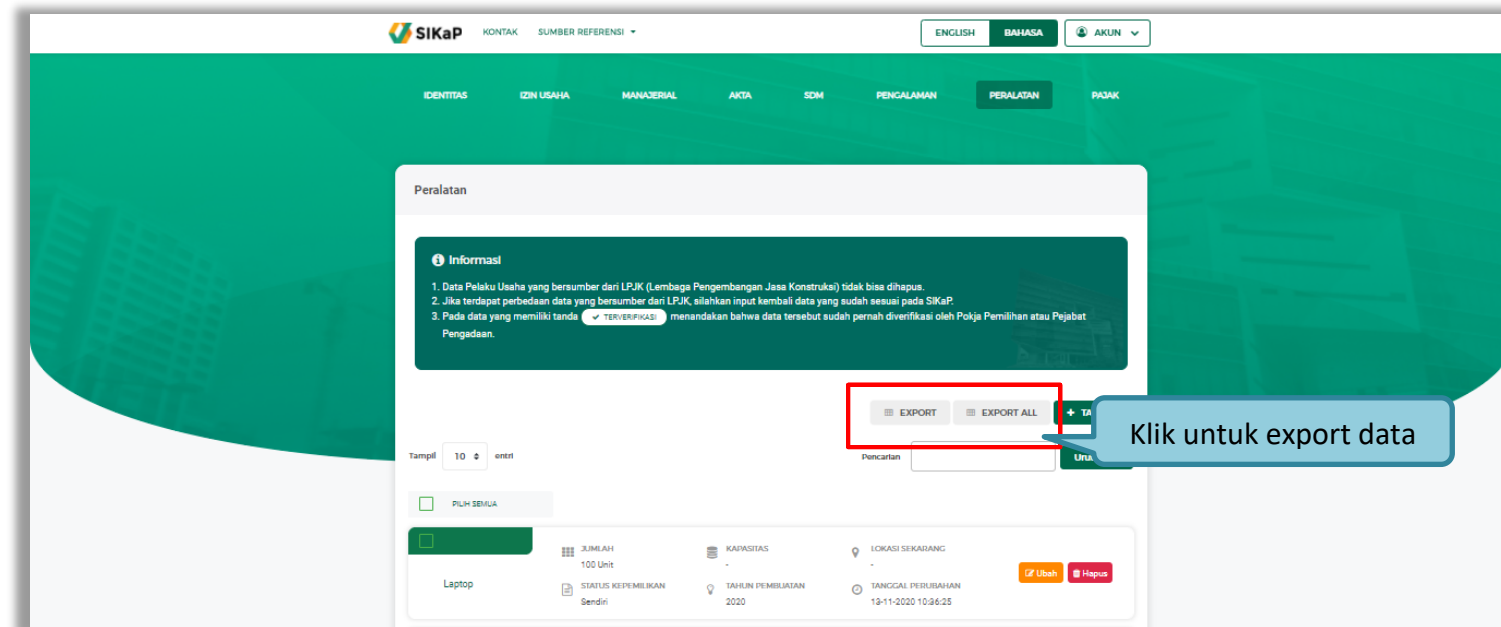 SIKaP KONTAK SUMBER REFERENSI ENGLISH BAHASA AKUN
IDENTITAS IZIN USAHA MANAJERIAL AKTA SDM PENGALAMAN PERALATAN PAJAK
Peralatan
Informasi
1. Data Pelaku Usaha yang bersumber dari LPJK (Lembaga Pengembangan Jasa Konstruksi) tidak bisa dihapus.
2. Jika terdapat perbedaan data yang bersumber dari LPJK, silahkan input kembali data yang sudah sesuai pada SIKaP.
3. Pada data yang memiliki tanda TERVERIFIKASI menandakan bahwa data tersebut sudah pernah diverifikasi oleh Pokja Pemilihan atau Pejabat
Pengadaan.
EXPORT EXPORT ALL +
Klik untuk export data
Tampil 10 entri Pencarian
PILIH SEMUA
JUMLAH KAPASITAS LOKASI SEKARANG
100 Unit - -
Laptop Ubah Hapus
STATUS KEPEMILIKAN TAHUN PEMBUATAN TANGGAL PERUBAHAN
Sendiri 2020 13-11-2020 10:36:25